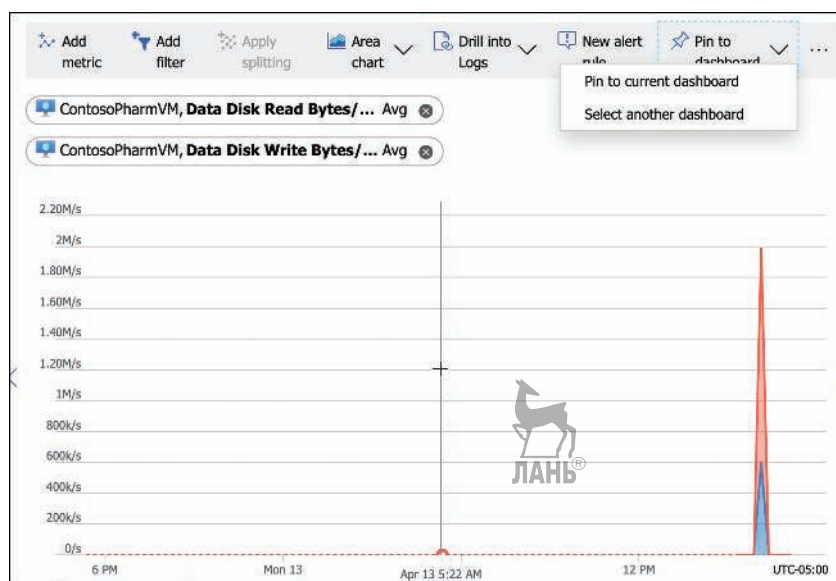 Add metric
Add filter
Apply splitting
Area chart
Drill into Logs
New alert rule
Pin to dashboard
...
Pin to current dashboard
Select another dashboard
ContosoPharmVM, Data Disk Read Bytes/... Avg
ContosoPharmVM, Data Disk Write Bytes/... Avg
2.20M/s
2M/s
1.80M/s
1.60M/s
1.40M/s
1.20M/s
1M/s
800k/s
600k/s
400k/s
200k/s
0/s
ЛАНЬ®
6 PM
Mon 13
Apr 13 5:22 AM
12 PM
UTC-05:00